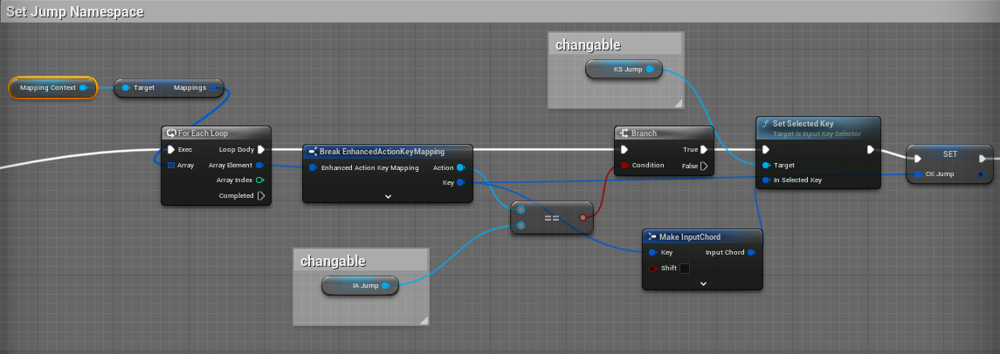 Set Jump Namespace
changable
KS Jump
Mapping Context
Target Mappings
For Each Loop
Exec Loop Body
Array Array Element
Array Index
Completed
Break EnhancedActionKeyMapping
Enhanced Action Key Mapping Action
Key
==
Branch
True
Condition False
f Set Selected Key
Target is Input Key Selector
Target
In Selected Key
SET
CK Jump
Make InputChord
Key Input Chord
Shift
changable
IA Jump